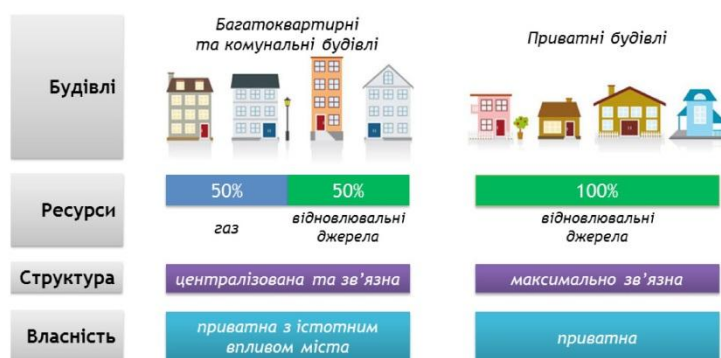 Багатоквартирні
та комунальні будівлі
Приватні будівлі
Будівлі
50%
50%
100%
Ресурси
газ
відновлювальні
джерела
відновлювальні
джерела
Структура
централізована та зв’язна
максимально зв’язна
Власність
приватна з істотним
впливом міста
приватна